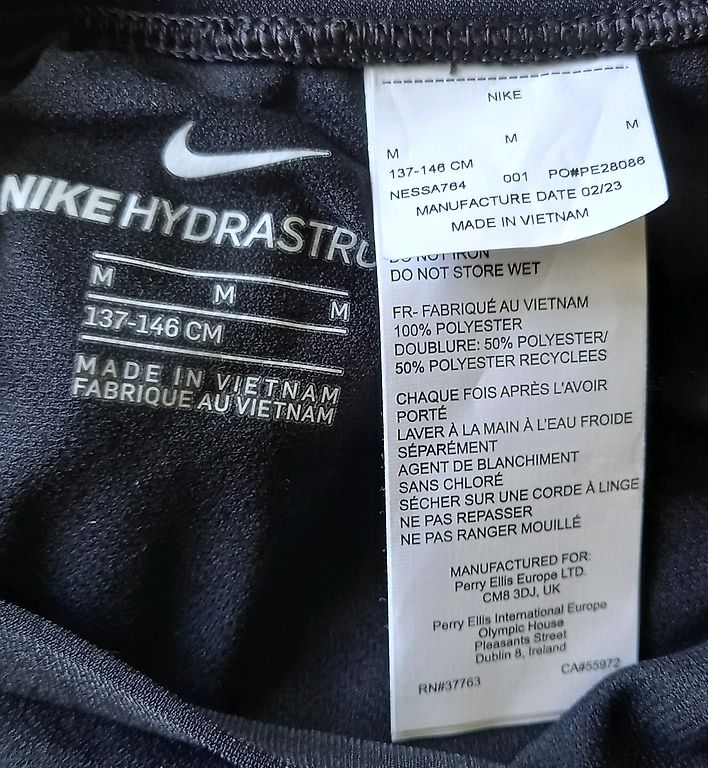 NIKE HYDRASTRU
M M M
137-146 CM
MADE IN VIETNAM
FABRIQUE AU VIETNAM
NIKE
M M M
137-146 CM
NESSA764 001 PO#PE28086
MANUFACTURE DATE 02/23
MADE IN VIETNAM
DO NOT IRON
DO NOT STORE WET
FR- FABRIQUÉ AU VIETNAM
100% POLYESTER
DOUBLURE: 50% POLYESTER/
50% POLYESTER RECYCLEES
CHAQUE FOIS APRÈS L'AVOIR
PORTÉ
LAVER À LA MAIN À L'EAU FROIDE
SÉPARÉMENT
AGENT DE BLANCHIMENT
SANS CHLORÉ
SÉCHER SUR UNE CORDE À LINGE
NE PAS REPASSER
NE PAS RANGER MOUILLÉ
MANUFACTURED FOR:
Perry Ellis Europe LTD.
CM8 3DJ, UK
Perry Ellis International Europe
Olympic House
Pleasants Street
Dublin 8, Ireland
RN#37763 CA#55972